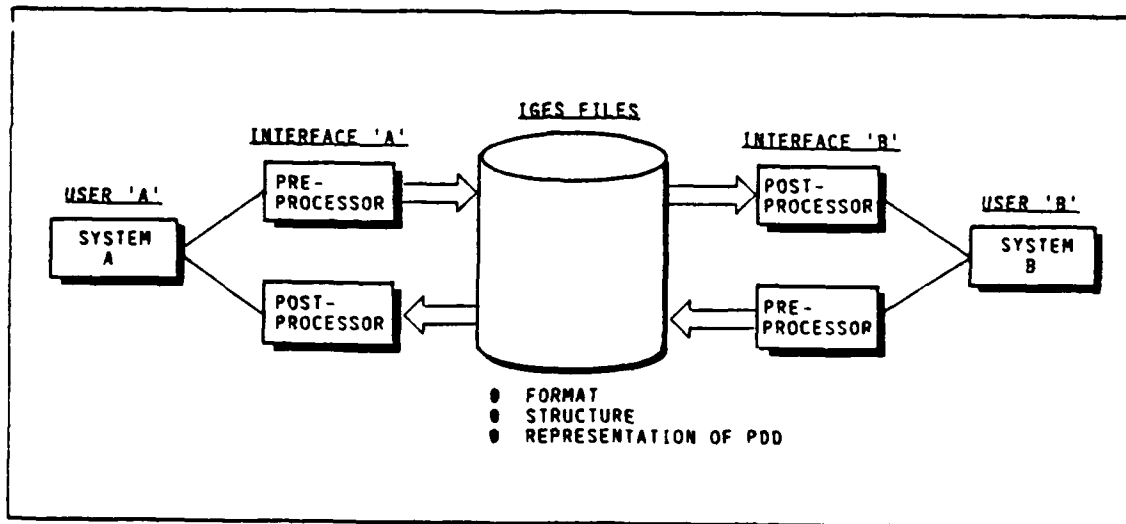 IGES FILES
INTERFACE 'A'
INTERFACE 'B'
PRE-
PROCESSOR
POST-
PROCESSOR
USER 'A'
USER 'B'
SYSTEM
A
SYSTEM
B
POST-
PROCESSOR
PRE-
PROCESSOR
● FORMAT
● STRUCTURE
● REPRESENTATION OF PDD